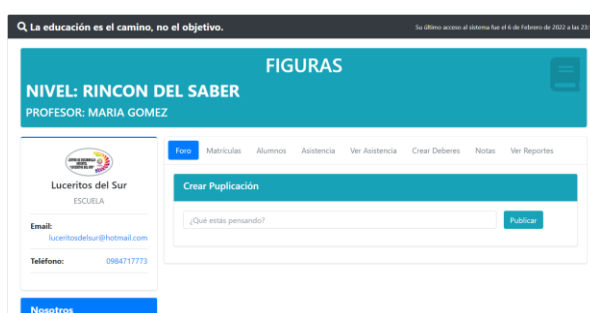 La educación es el camino, no el objetivo.
Su último acceso al sistema fue el 6 de Febrero de 2022 a las 23:
FIGURAS
NIVEL: RINCON DEL SABER
PROFESOR: MARIA GOMEZ
Foro Matrículas Alumnos Asistencia Ver Asistencia Crear Deberes Notas Ver Reportes
Luceritos del Sur
ESCUELA
Email:
luceritosdelsur@hotmail.com
Teléfono: 0984717773
Crear Puplicación
¿Qué estás pensando? Publicar
Nosotros